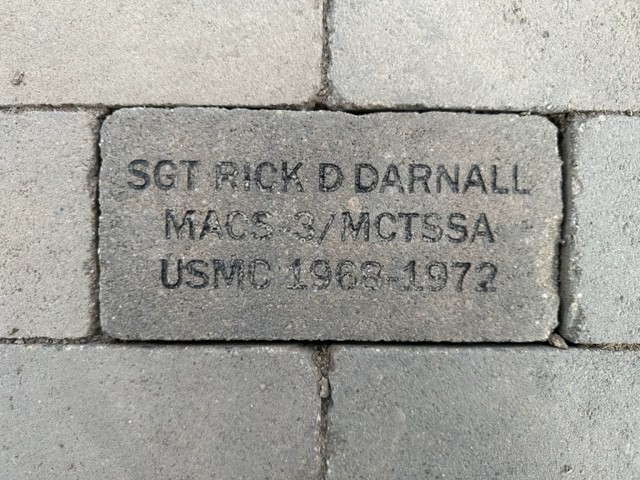 SGT RICK D DARNALL
MACS-3/MCTSSA
USMC 1968-1972